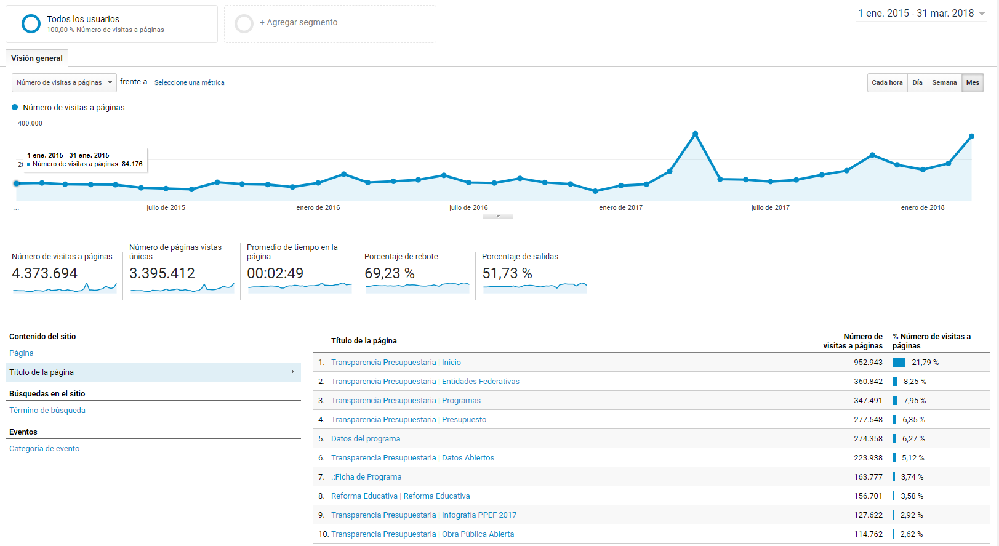 Todos los usuarios
100,00 % Número de visitas a páginas
+ Agregar segmento
1 ene. 2015 - 31 mar. 2018
Visión general
Número de visitas a páginas
frente a
Seleccione una métrica
Cada hora
Día
Semana
Mes
Número de visitas a páginas
400.000
1 ene. 2015 - 31 ene. 2015
Número de visitas a páginas: 84.176
...
julio de 2015
enero de 2016
julio de 2016
enero de 2017
julio de 2017
enero de 2018
Número de visitas a páginas
4.373.694
Número de páginas vistas
únicas
3.395.412
Promedio de tiempo en la
página
00:02:49
Porcentaje de rebote
69,23 %
Porcentaje de salidas
51,73 %
Contenido del sitio
Página
Título de la página
Búsquedas en el sitio
Término de búsqueda
Eventos
Categoría de evento
Título de la página
Número de
visitas a páginas
% Número de visitas a
páginas
1. Transparencia Presupuestaria | Inicio 952.943 21,79 %
2. Transparencia Presupuestaria | Entidades Federativas 360.842 8,25 %
3. Transparencia Presupuestaria | Programas 347.491 7,95 %
4. Transparencia Presupuestaria | Presupuesto 277.548 6,35 %
5. Datos del programa 274.358 6,27 %
6. Transparencia Presupuestaria | Datos Abiertos 223.938 5,12 %
7. .:Ficha de Programa 163.777 3,74 %
8. Reforma Educativa | Reforma Educativa 156.701 3,58 %
9. Transparencia Presupuestaria | Infografía PPEF 2017 127.622 2,92 %
10. Transparencia Presupuestaria | Obra Pública Abierta 114.762 2,62 %